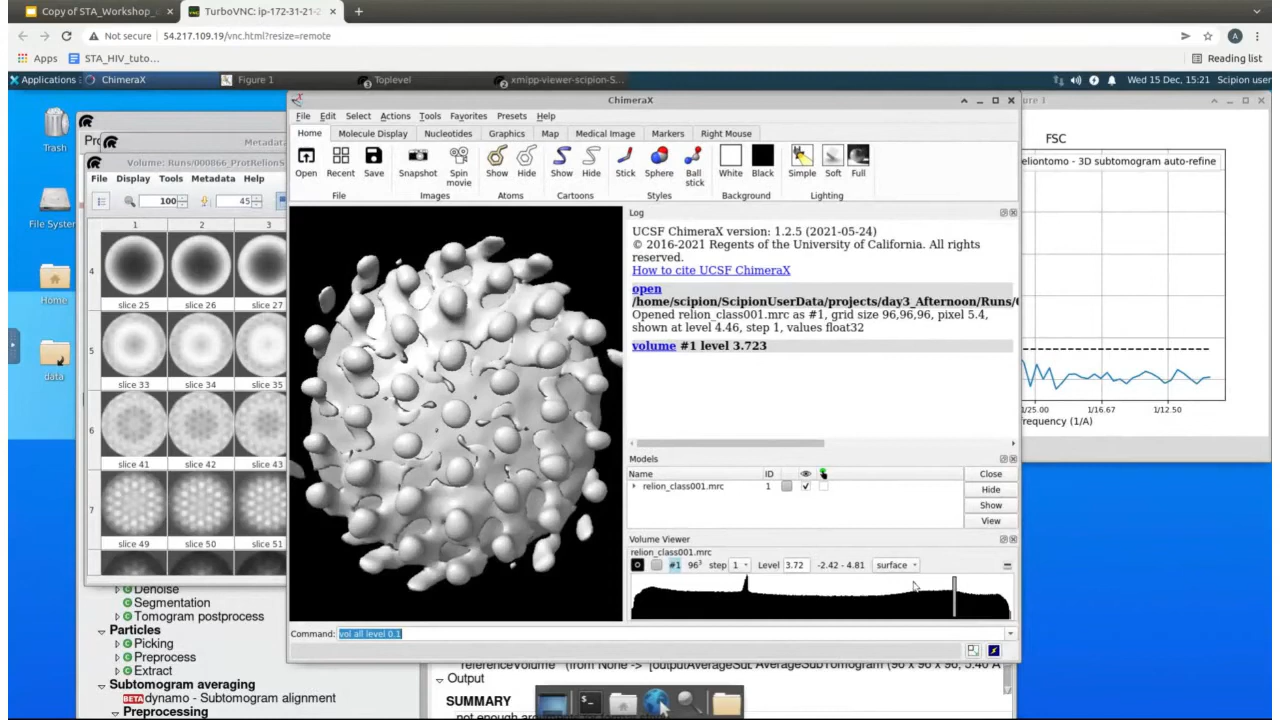 Copy of STA_Workshop_
TurboVNC: ip-172-31-21-2
Not secure 54.217.109.19/vnc.html?resize=remote
A
Apps STA_HIV_tuto...
Reading list
Applications ChimeraX Figure 1 Toplevel xmipp-viewer-scipion-S...
Wed 15 Dec, 15:21 Scipion user
Trash
File System
Home
data
Metadat
Volume: Runs/000866_ProtRelionS
File Display Tools Metadata Help
100 45
1 2 3
4
slice 25 slice 26 slice 27
5
slice 33 slice 34 slice 35
6
slice 41 slice 42 slice 43
7
slice 49 slice 50 slice 51
Denoise
Segmentation
Tomogram postprocess
Particles
Picking
Preprocess
Extract
Subtomogram averaging
BETA dynamo - Subtomogram alignment
Preprocessing
ChimeraX
File Edit Select Actions Tools Favorites Presets Help
Home Molecule Display Nucleotides Graphics Map Medical Image Markers Right Mouse
Open Recent Save Snapshot Spin movie Show Hide Show Hide Stick Sphere Ball stick White Black Simple Soft Full
File Images Atoms Cartoons Styles Background Lighting
Log
UCSF ChimeraX version: 1.2.5 (2021-05-24)
© 2016-2021 Regents of the University of California. All rights
reserved.
How to cite UCSF ChimeraX
open
/home/scipion/ScipionUserData/projects/day3_Afternoon/Runs/
Opened relion_class001.mrc as #1, grid size 96,96,96, pixel 5.4,
shown at level 4.46, step 1, values float32
volume #1 level 3.723
Models
Name ID
relion_class001.mrc 1
Close
Hide
Show
View
Volume Viewer
relion_class001.mrc
#1 96³ step 1 Level 3.72 -2.42 - 4.81 surface
Command: vol all level 0.1
ure 1
FSC
eliontomo - 3D subtomogram auto-refine
1/25.00 1/16.67 1/12.50
requency (1/A)
Output
SUMMARY